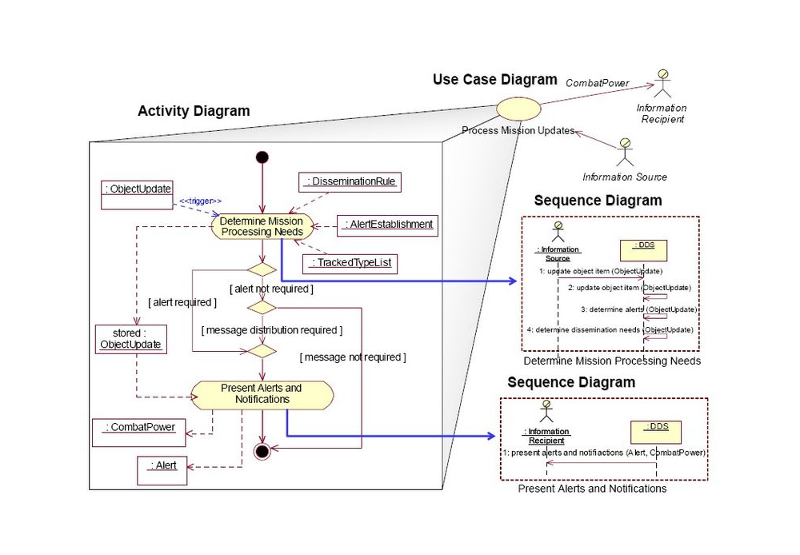 Use Case Diagram
CombatPower
Activity Diagram
Information
Recipient
Process Mission Updates
Information Source
: ObjectUpdate
<<trigger>>
: DisseminationRule
Determine Mission
Processing Needs
: AlertEstablishment
: TrackedTypeList
[ alert not required ]
[ alert required ]
[ message distribution required ]
[ message not required ]
stored :
ObjectUpdate
Present Alerts and
Notifications
: CombatPower
: Alert
Sequence Diagram
: Information
Source
: DDS
1: update object item (ObjectUpdate)
2: update object item (ObjectUpdate)
3: determine alerts (ObjectUpdate)
4: determine dissemination needs (ObjectUpdate)
Determine Mission Processing Needs
Sequence Diagram
: Information
Recipient
: DDS
1: present alerts and notifiactions (Alert, CombatPower)
Present Alerts and Notifications